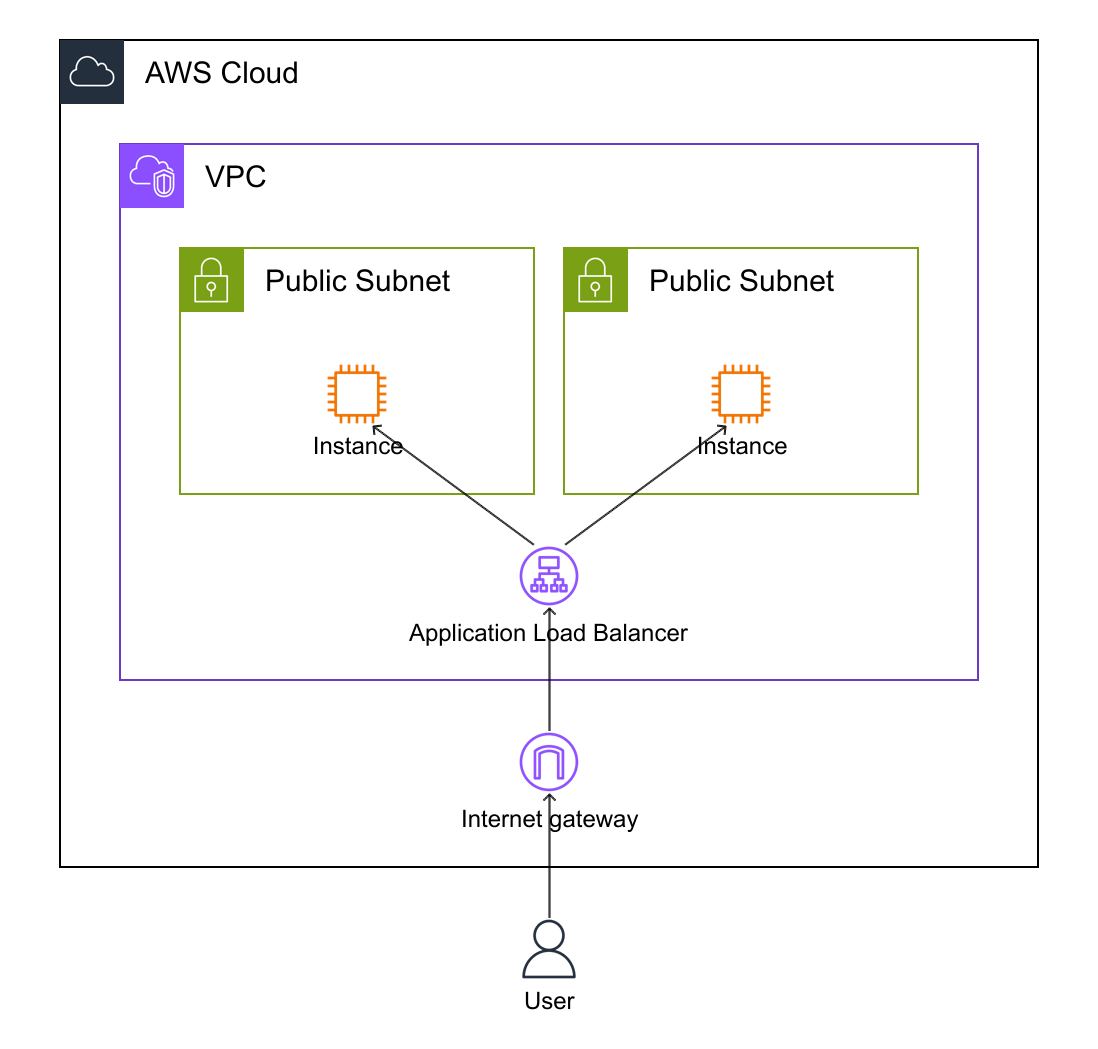 AWS Cloud
VPC
Public Subnet
Public Subnet
Instance
Instance
Application Load Balancer
Internet gateway
User